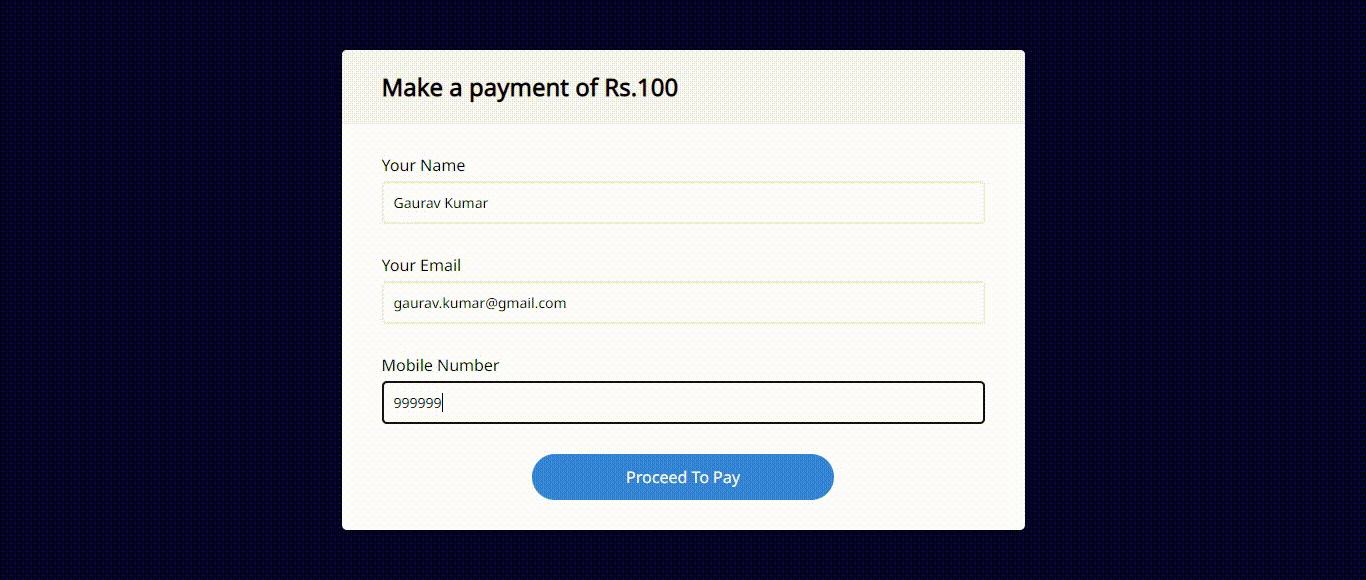 Make a payment of Rs.100
Your Name
Gaurav Kumar
Your Email
gaurav.kumar@gmail.com
Mobile Number
999999
Proceed To Pay